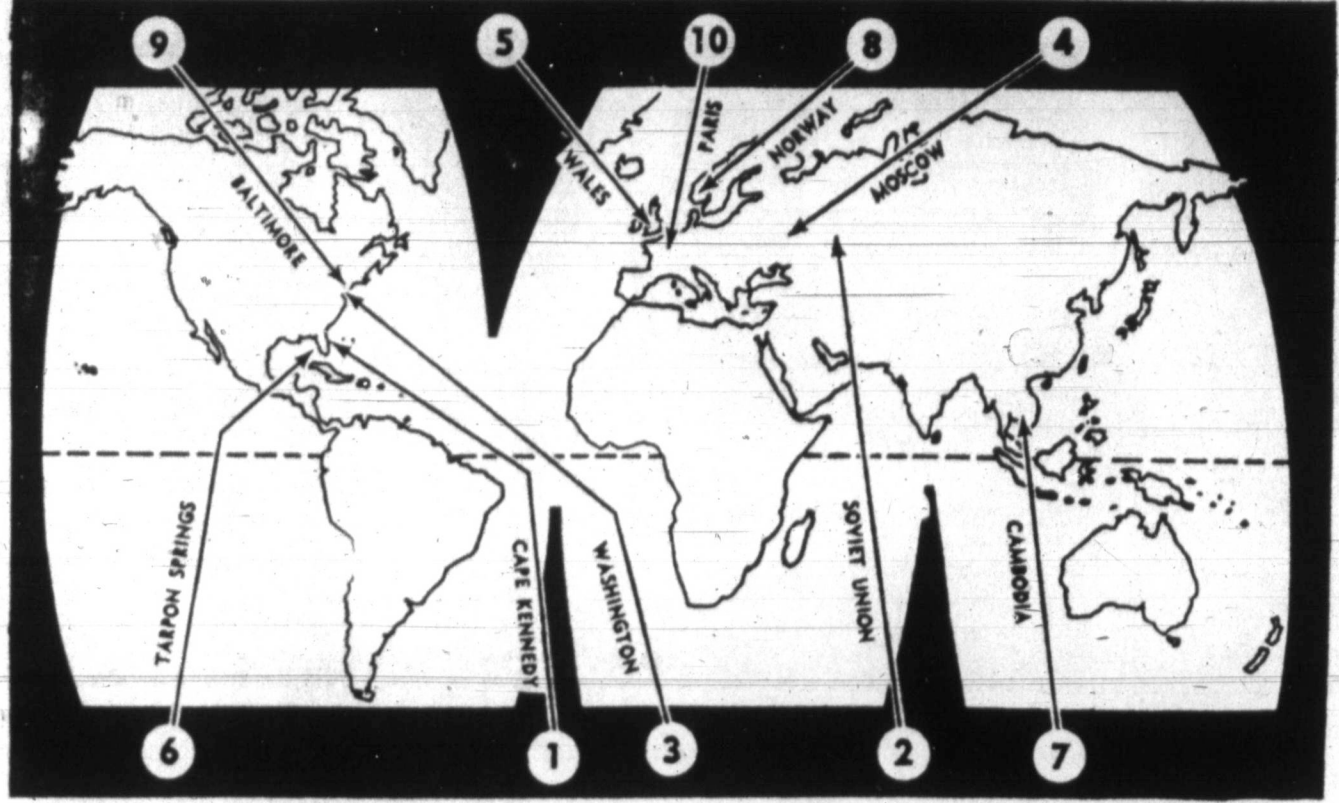 9
5
10
8
4
PARIS
NORWAY
WALES
MOSCOW
BALTIMORE
TARPON SPRINGS
CAPE KENNEDY
WASHINGTON
SOVIET UNION
CAMBODIA
6
1
3
2
7